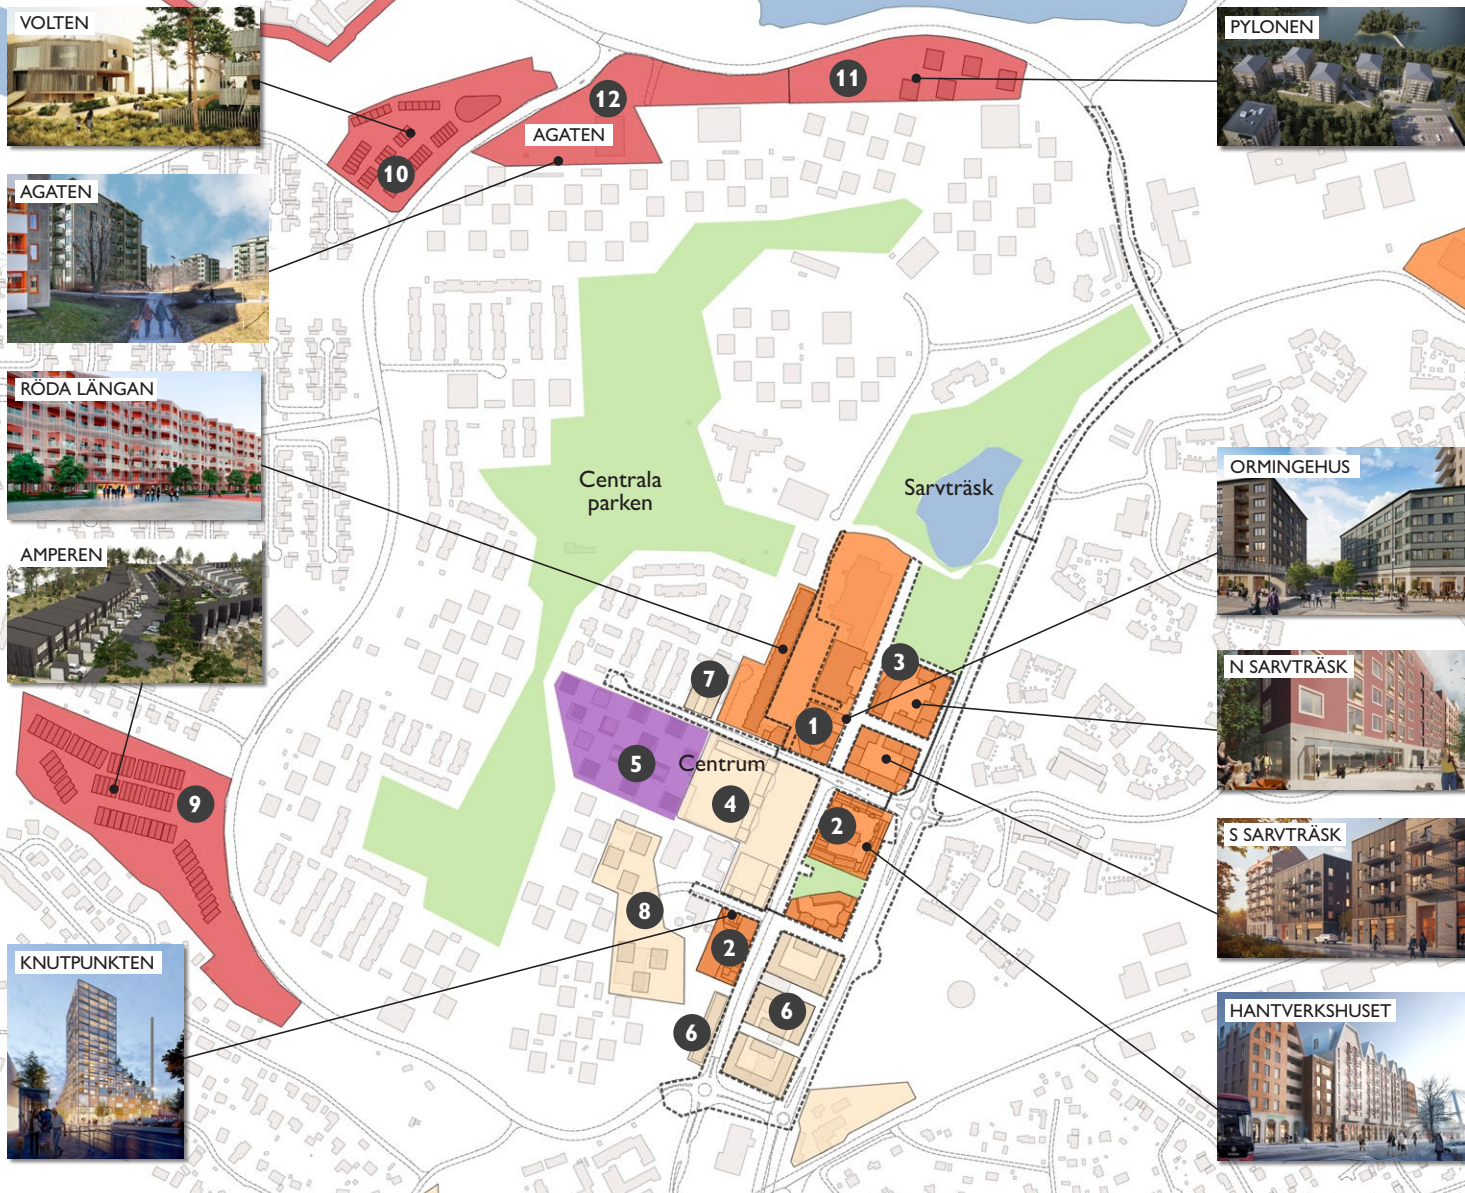 VOLTEN
PYLONEN
11
12
AGATEN
10
AGATEN
RÖDA LÄNGAN
Centrala
parken
Sarvträsk
ORMINGEHUS
AMPEREN
3
7
N SARVTRÄSK
1
5
Centrum
4
9
2
S SARVTRÄSK
8
2
KNUTPUNKTEN
6
6
HANTVERKSHUSET